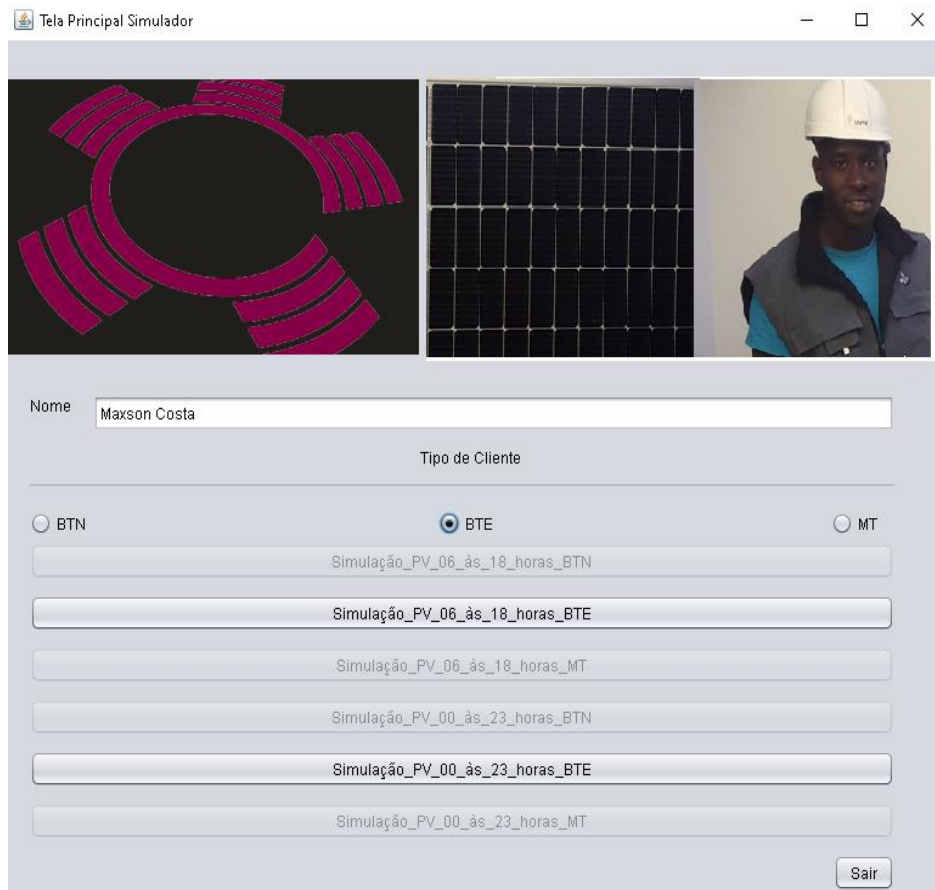 Tela Principal Simulador
Nome
Maxson Costa
Tipo de Cliente
BTN
BTE
MT
Simulação_PV_06_às_18_horas_BTN
Simulação_PV_06_às_18_horas_BTE
Simulação_PV_06_às_18_horas_MT
Simulação_PV_00_às_23_horas_BTN
Simulação_PV_00_às_23_horas_BTE
Simulação_PV_00_às_23_horas_MT
Sair